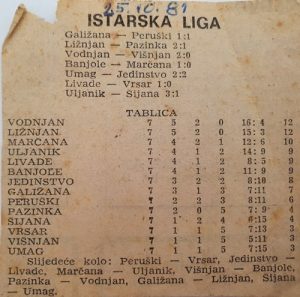 25.10.81
ISTARSKA LIGA
Galižana — Peruški 1:1
Ližnjan — Pazinka 2:1
Vodnjan — Višnjan 2:0
Banjole — Marčana 1:0
Umag — Jedinstvo 2:2
Livade — Vrsar 1:0
Uljanik — Sijana 3:1
TABLICA
VODNJAN 7 5 2 0 16:4 12
LIŽNJAN 7 5 2 0 15:3 12
MARČANA 7 4 2 1 12:6 10
ULJANIK 7 4 1 2 14:9 9
LIVADE 7 4 1 2 8:5 9
BANJOLE 7 4 1 2 11:9 9
JEDINSTVO 7 3 2 2 8:10 8
GALIŽANA 7 3 1 3 7:11 7
PERUŠKI 7 2 2 3 8:11 6
PAZINKA 7 2 0 5 7:9 4
SIJANA 7 1 2 4 8:15 4
VRSAR 7 1 1 5 7:13 3
VIŠNJAN 7 1 1 5 5:11 3
UMAG 7 1 1 5 7:15 3
Slijedeće kolo: Peruški — Vrsar, Jedinstvo —
Livade, Marčana — Uljanik, Višnjan — Banjole,
Pazinka — Vodnjan, Galižana — Ližnjan, Sijana
— Umag.